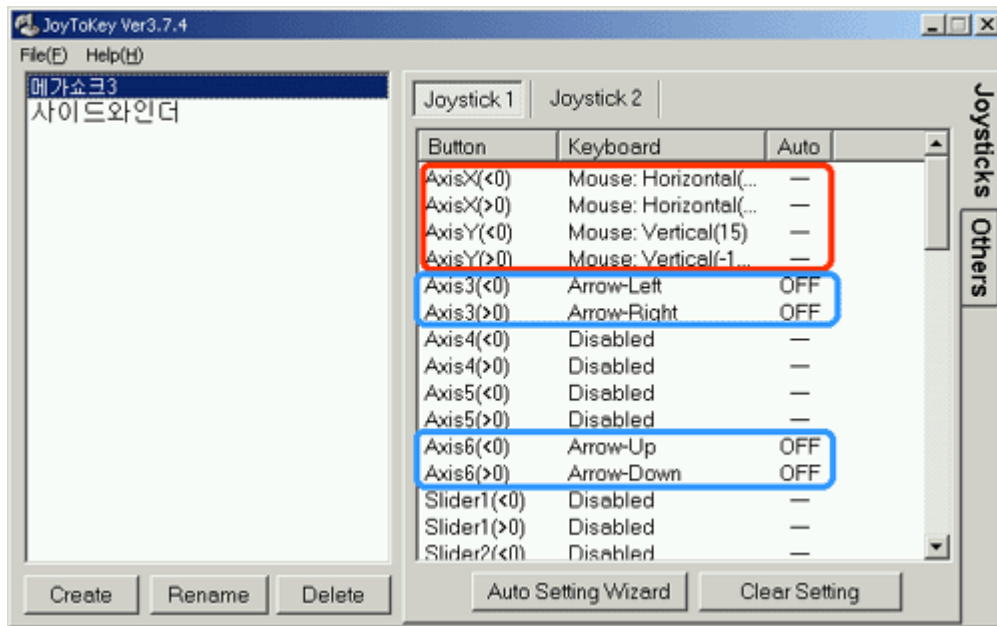 JoyToKey Ver3.7.4
File(F) Help(H)
메가쇼크3
사이드와인더
Joystick 1 Joystick 2
Button Keyboard Auto
AxisX(<0) Mouse: Horizontal(... —
AxisX(>0) Mouse: Horizontal(... —
AxisY(<0) Mouse: Vertical(15) —
AxisY(>0) Mouse: Vertical(-1... —
Axis3(<0) Arrow-Left OFF
Axis3(>0) Arrow-Right OFF
Axis4(<0) Disabled —
Axis4(>0) Disabled —
Axis5(<0) Disabled —
Axis5(>0) Disabled —
Axis6(<0) Arrow-Up OFF
Axis6(>0) Arrow-Down OFF
Slider1(<0) Disabled —
Slider1(>0) Disabled —
Slider2(<0) Disabled —
Joysticks
Others
Create Rename Delete
Auto Setting Wizard Clear Setting